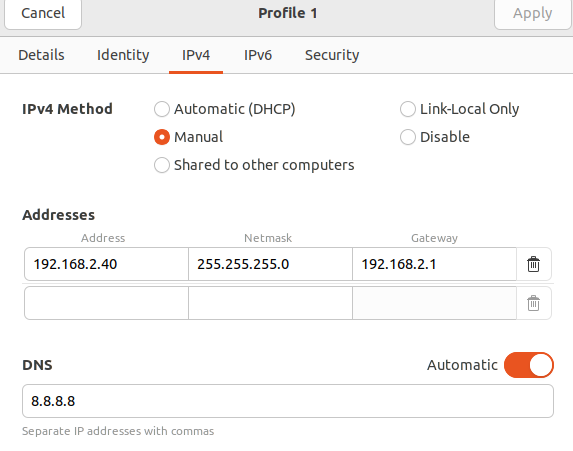 Cancel Profile 1 Apply
Details Identity IPv4 IPv6 Security
IPv4 Method Automatic (DHCP) Link-Local Only
Manual Disable
Shared to other computers
Addresses
Address Netmask Gateway
192.168.2.40 255.255.255.0 192.168.2.1
DNS Automatic
8.8.8.8
Separate IP addresses with commas